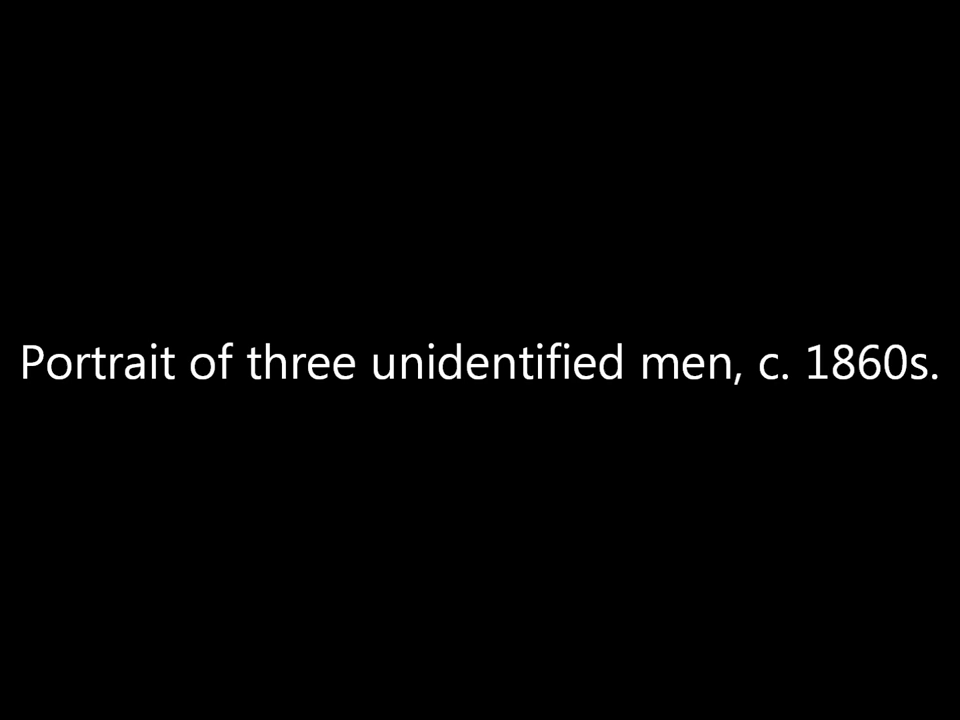 Portrait of three unidentified men, c. 1860s.